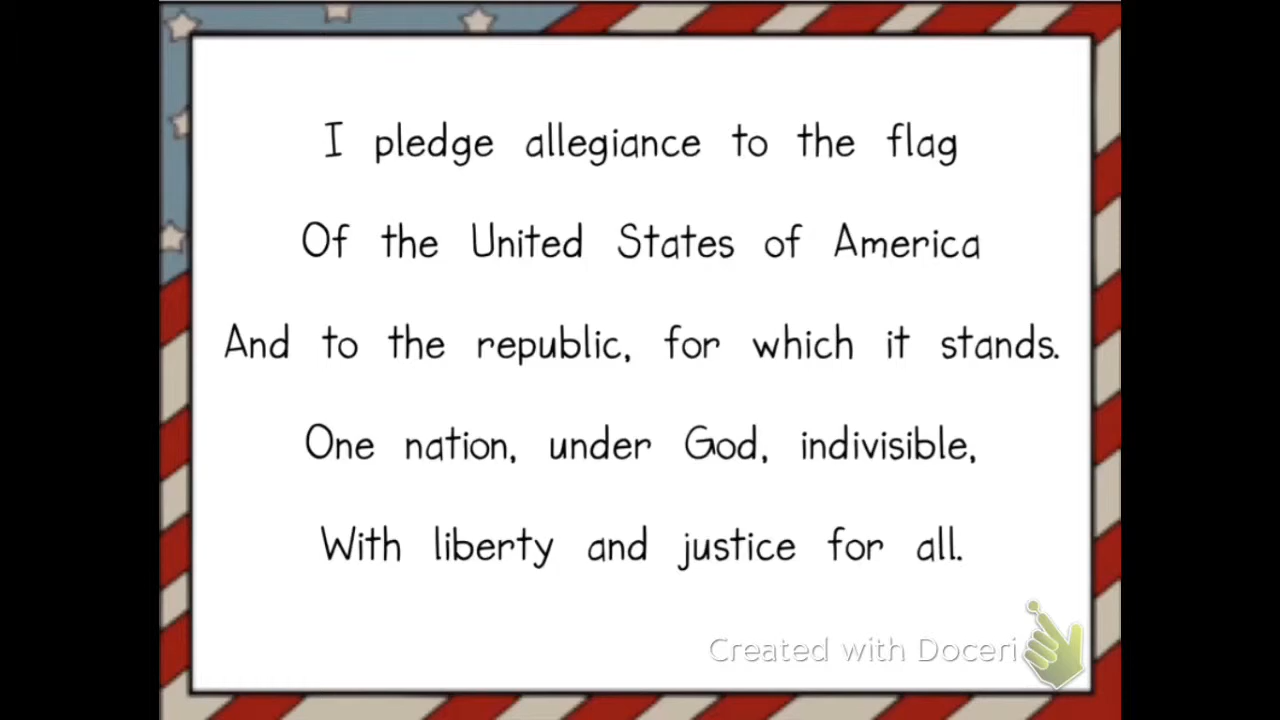 I pledge allegiance to the flag
Of the United States of America
And to the republic, for which it stands.
One nation, under God, indivisible,
With liberty and justice for all.
Created with Doceri